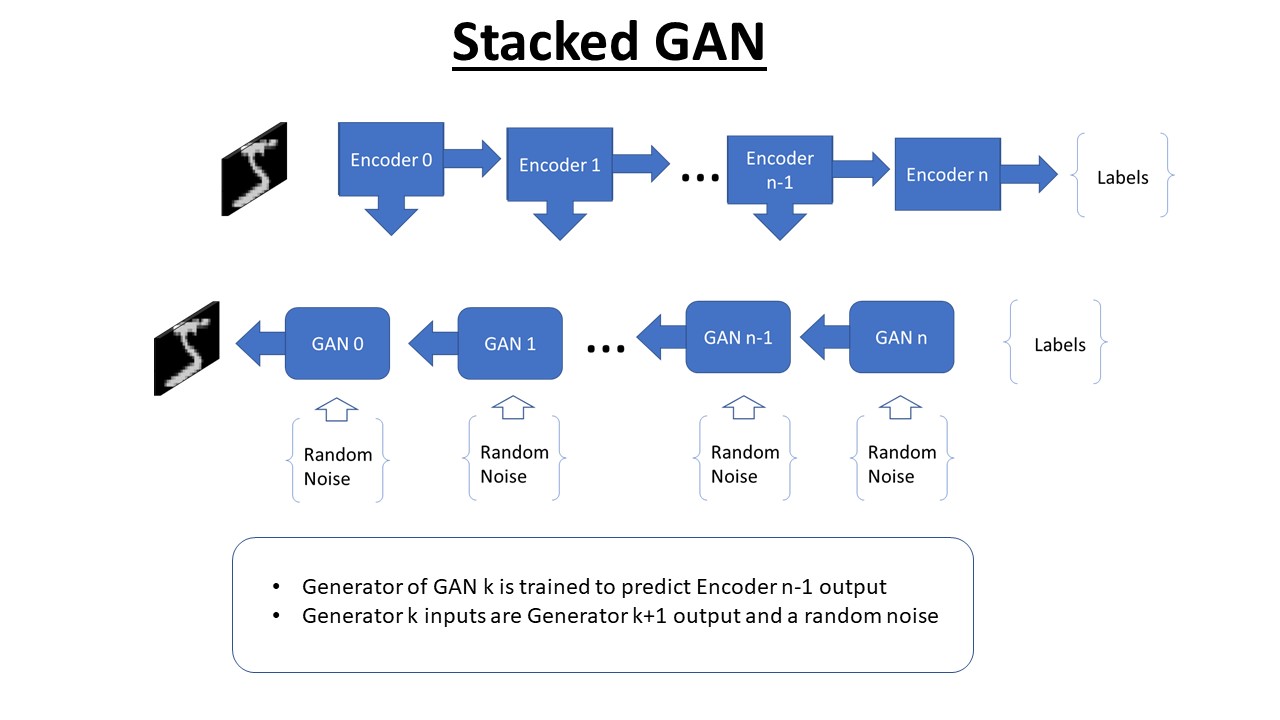 Stacked GAN
Encoder 0
Encoder 1
...
Encoder
n-1
Encoder n
Labels
GAN 0
GAN 1
...
GAN n-1
GAN n
Labels
Random
Noise
Random
Noise
Random
Noise
Random
Noise
• Generator of GAN k is trained to predict Encoder n-1 output
• Generator k inputs are Generator k+1 output and a random noise